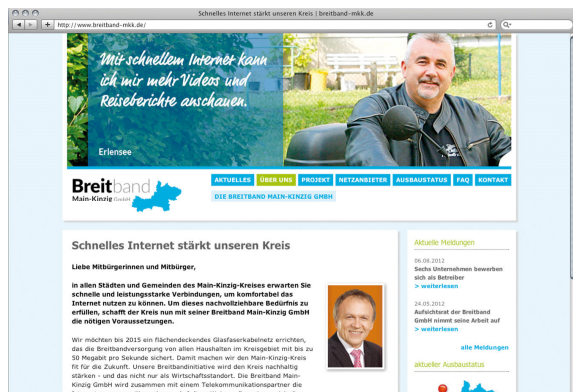 Schnelles Internet stärkt unseren Kreis | breitband-mkk.de
http://www.breitband-mkk.de/
Mit schnellem Internet kann
ich mir mehr Videos und
Reiseberichte anschauen.
Erlensee
Breitband
Main-Kinzig GmbH
AKTUELLES ÜBER UNS PROJEKT NETZANBIETER AUSBAUSTATUS FAQ KONTAKT
DIE BREITBAND MAIN-KINZIG GMBH
Schnelles Internet stärkt unseren Kreis
Liebe Mitbürgerinnen und Mitbürger,
in allen Städten und Gemeinden des Main-Kinzig-Kreises erwarten Sie
schnelle und leistungsstarke Verbindungen, um komfortabel das
Internet nutzen zu können. Um dieses nachvollziehbare Bedürfnis zu
erfüllen, schafft der Kreis nun mit seiner Breitband Main-Kinzig GmbH
die nötigen Voraussetzungen.
Wir möchten bis 2015 ein flächendeckendes Glasfaserkabelnetz errichten,
das die Breitbandversorgung von allen Haushalten im Kreisgebiet mit bis zu
50 Megabit pro Sekunde sichert. Damit machen wir den Main-Kinzig-Kreis
fit für die Zukunft. Unsere Breitbandinitiative wird den Kreis nachhaltig
stärken - und das nicht nur als Wirtschaftsstandort. Die Breitband Main-
Kinzig GmbH wird zusammen mit einem Telekommunikationspartner die
Aktuelle Meldungen
06.08.2012
Sechs Unternehmen bewerben
sich als Betreiber
> weiterlesen
24.05.2012
Aufsichtsrat der Breitband
GmbH nimmt seine Arbeit auf
> weiterlesen
alle Meldungen
aktueller Ausbaustatus